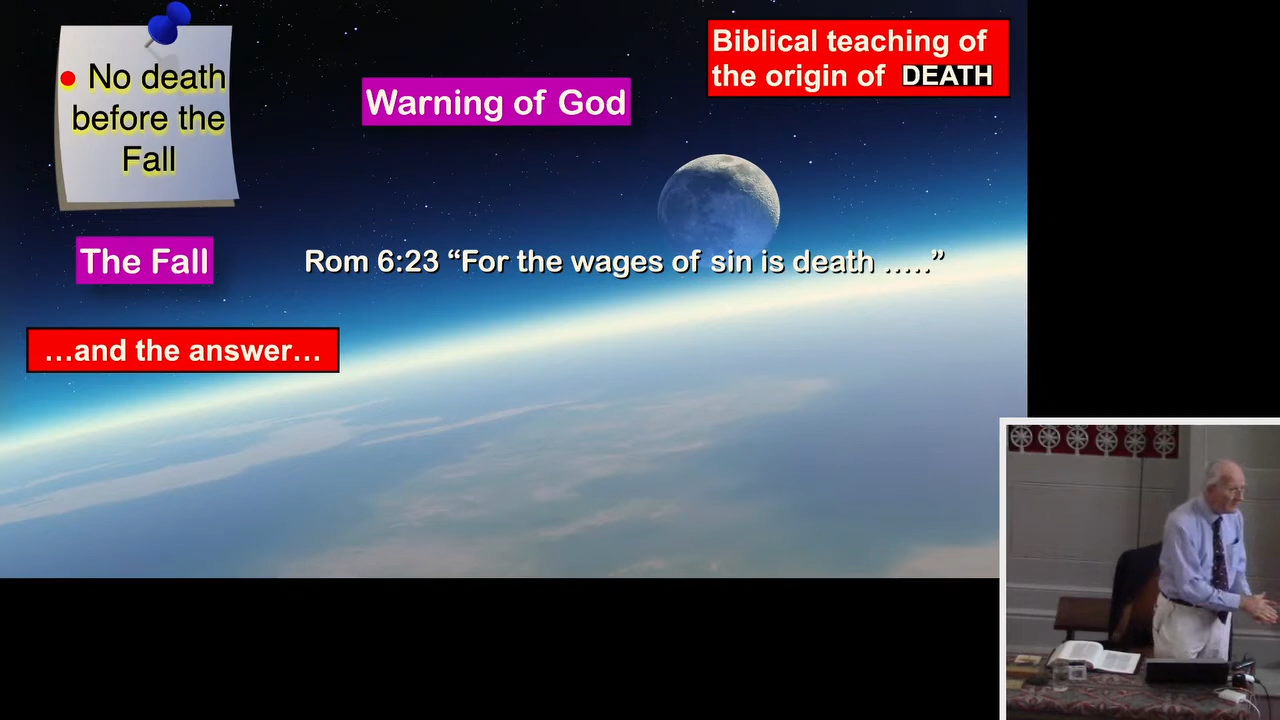 • No death
before the
Fall
Warning of God
Biblical teaching of
the origin of DEATH
The Fall
Rom 6:23 “For the wages of sin is death .....”
…and the answer…